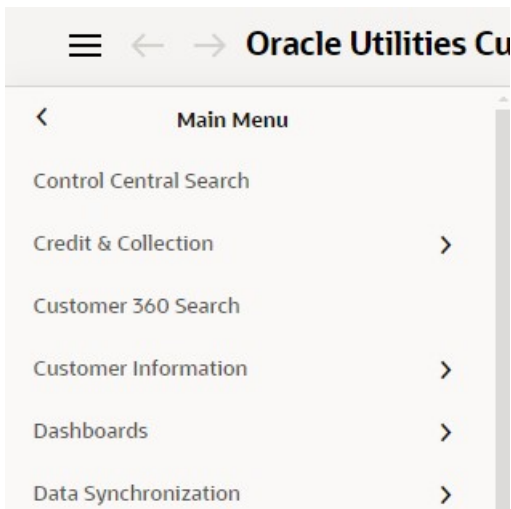 Oracle Utilities Cu
Main Menu
Control Central Search
Credit & Collection
Customer 360 Search
Customer Information
Dashboards
Data Synchronization